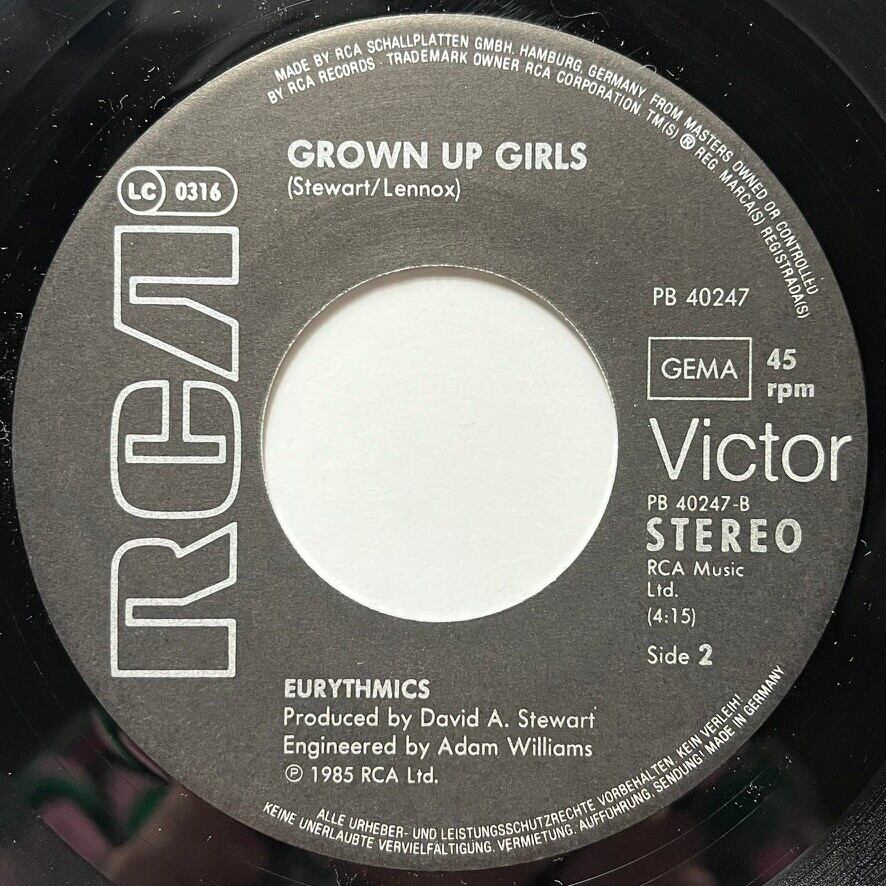 MADE BY RCA SCHALLPLATTEN GMBH. HAMBURG, GERMANY, FROM MASTERS OWNED OR CONTROLLED
BY RCA RECORDS · TRADEMARK OWNER RCA CORPORATION. TM(S) ® REG. MARCA(S) REGISTRADA(S)
GROWN UP GIRLS
(Stewart/Lennox)
LC 0316
RCA
PB 40247
GEMA
45
rpm
Victor
PB 40247-B
STEREO
RCA Music
Ltd.
(4:15)
Side 2
EURYTHMICS
Produced by David A. Stewart
Engineered by Adam Williams
℗ 1985 RCA Ltd.
ALLE URHEBER- UND LEISTUNGSSCHUTZRECHTE VORBEHALTEN, KEIN VERLEIH!
KEINE UNERLAUBTE VERVIELFÄLTIGUNG. VERMIETUNG. AUFFÜHRUNG, SENDUNG! MADE IN GERMANY